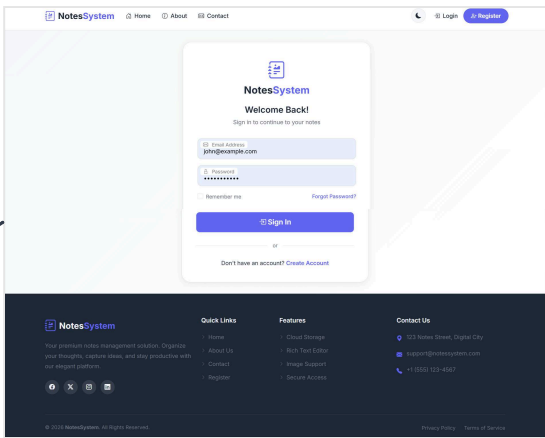 NotesSystem Home About Contact Login Register
NotesSystem
Welcome Back!
Sign in to continue to your notes
Email Address
john@example.com
Password
Remember me Forgot Password?
Sign In
or
Don't have an account? Create Account
NotesSystem
Your premium notes management solution. Organize
your thoughts, capture ideas, and stay productive with
our elegant platform.
Quick Links
Home
About Us
Contact
Register
Features
Cloud Storage
Rich Text Editor
Image Support
Secure Access
Contact Us
123 Notes Street, Digital City
support@notessystem.com
+1 (555) 123-4567
© 2026 NotesSystem. All Rights Reserved.
Privacy Policy Terms of Service